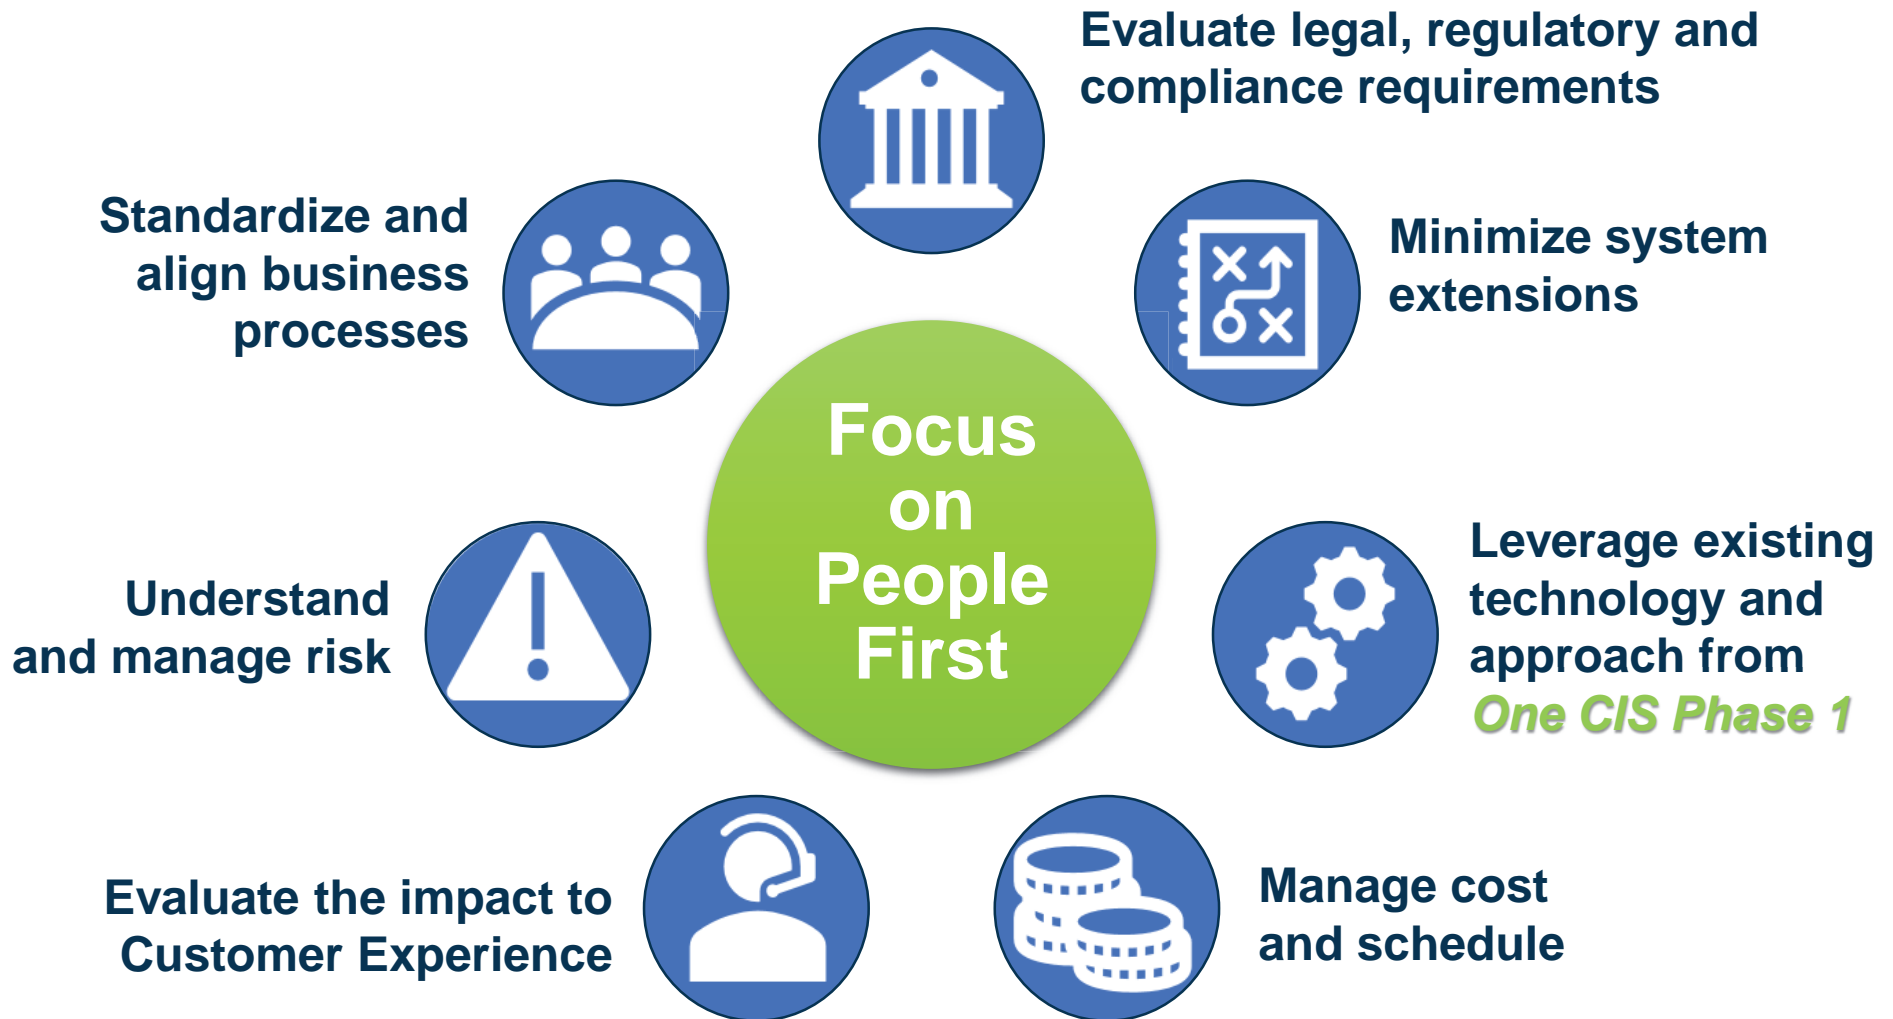 Evaluate legal, regulatory and
compliance requirements
Standardize and
align business
processes
Minimize system
extensions
Focus
on
People
First
Understand
and manage risk
Leverage existing
technology and
approach from
One CIS Phase 1
Evaluate the impact to
Customer Experience
Manage cost
and schedule